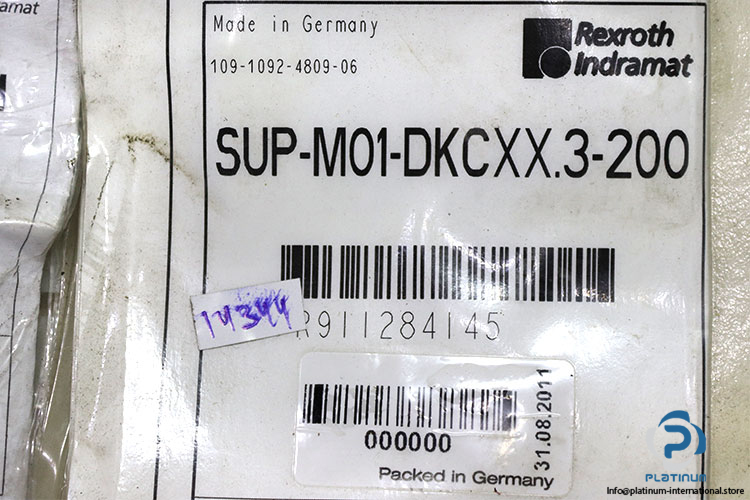 amat
Made in Germany
109-1092-4809-06
Rexroth
Indramat
SUP-M01-DKCXX.3-200
14344
R911284145
31.08.2011
000000
Packed in Germany
PLATINUM
Info@platinum-international.store